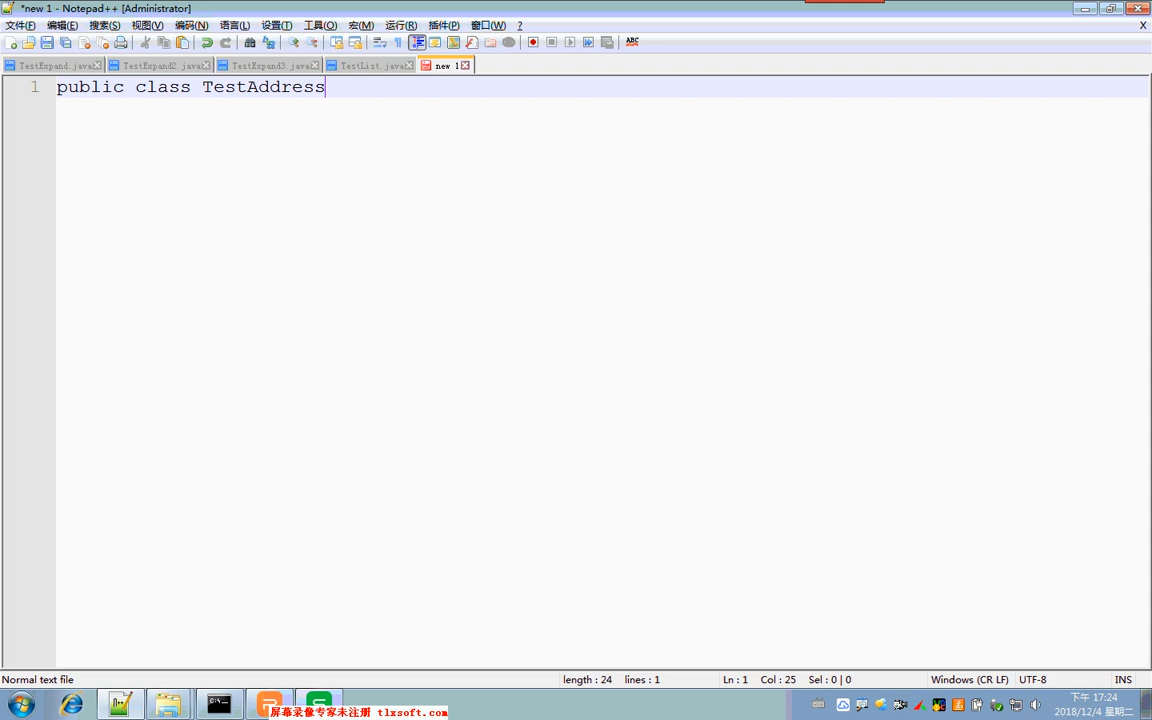 *new 1 - Notepad++ [Administrator]
文件(F) 编辑(E) 搜索(S) 视图(V) 编码(N) 语言(L) 设置(T) 工具(O) 宏(M) 运行(R) 插件(P) 窗口(W) ? X
ABC
TestExpand.java TestExpand2.java TestExpand3.java TestList.java new 1
1 public class TestAddress
Normal text file length : 24 lines : 1 Ln : 1 Col : 25 Sel : 0 | 0 Windows (CR LF) UTF-8 INS
下午 17:24
2018/12/4 星期二
屏幕录像专家未注册 tlxsoft.com